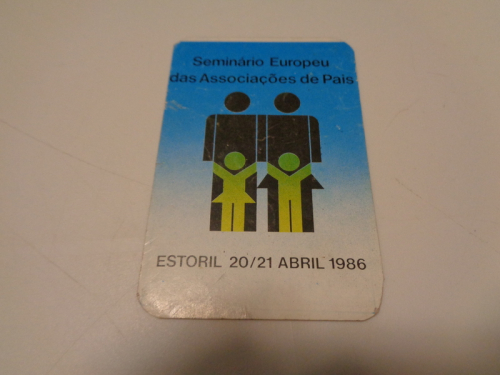 Seminário Europeu
das Associações de Pais
ESTORIL 20/21 ABRIL 1986